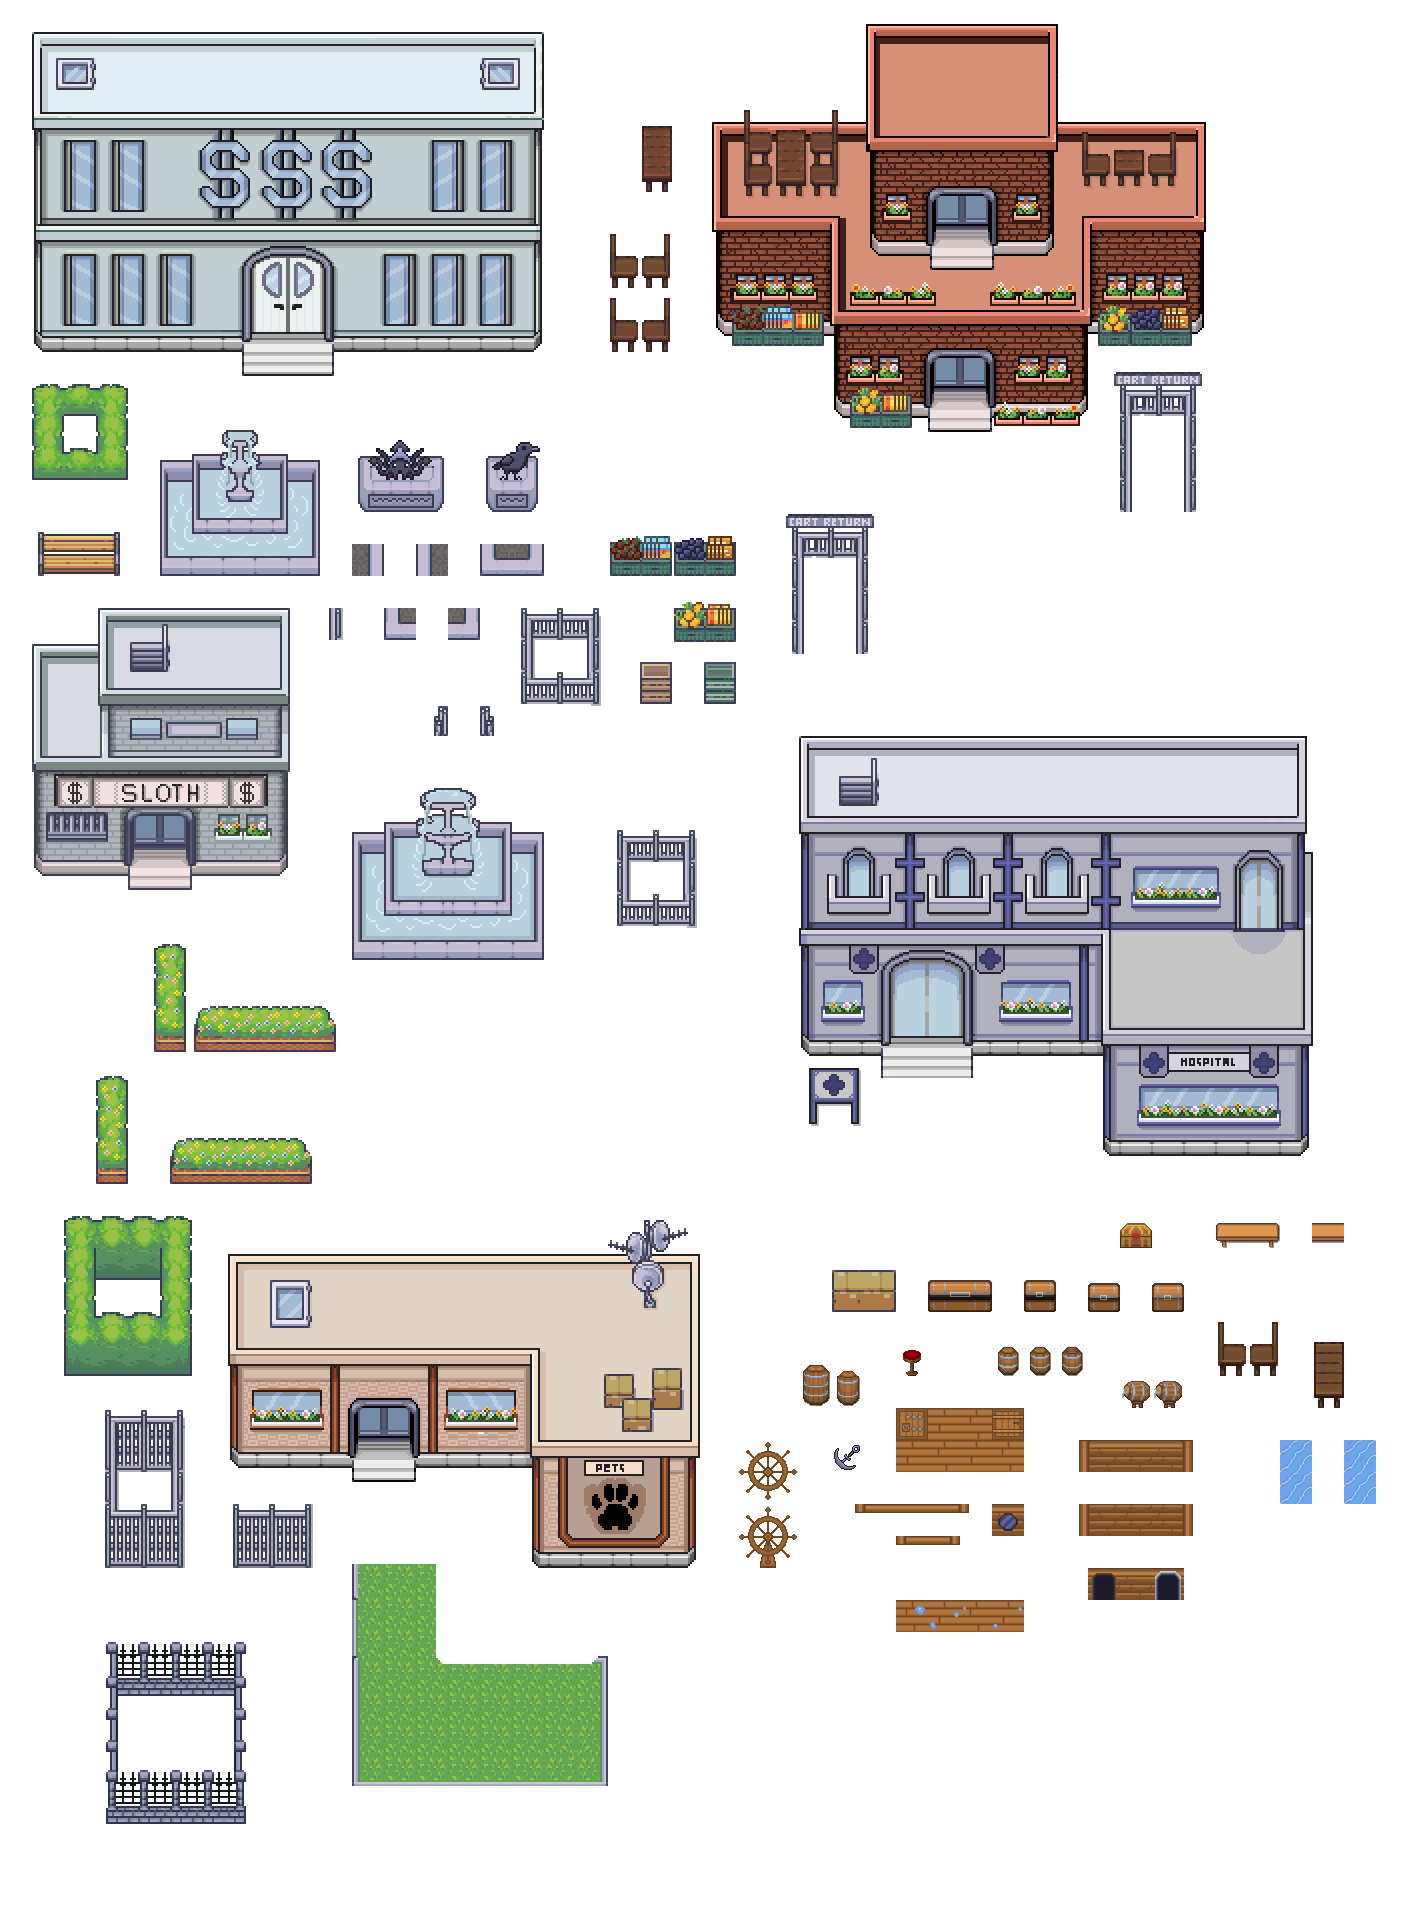 $$$
CART RETURN
CART RETURN
$ SLOTH $
HOSPITAL
PETS